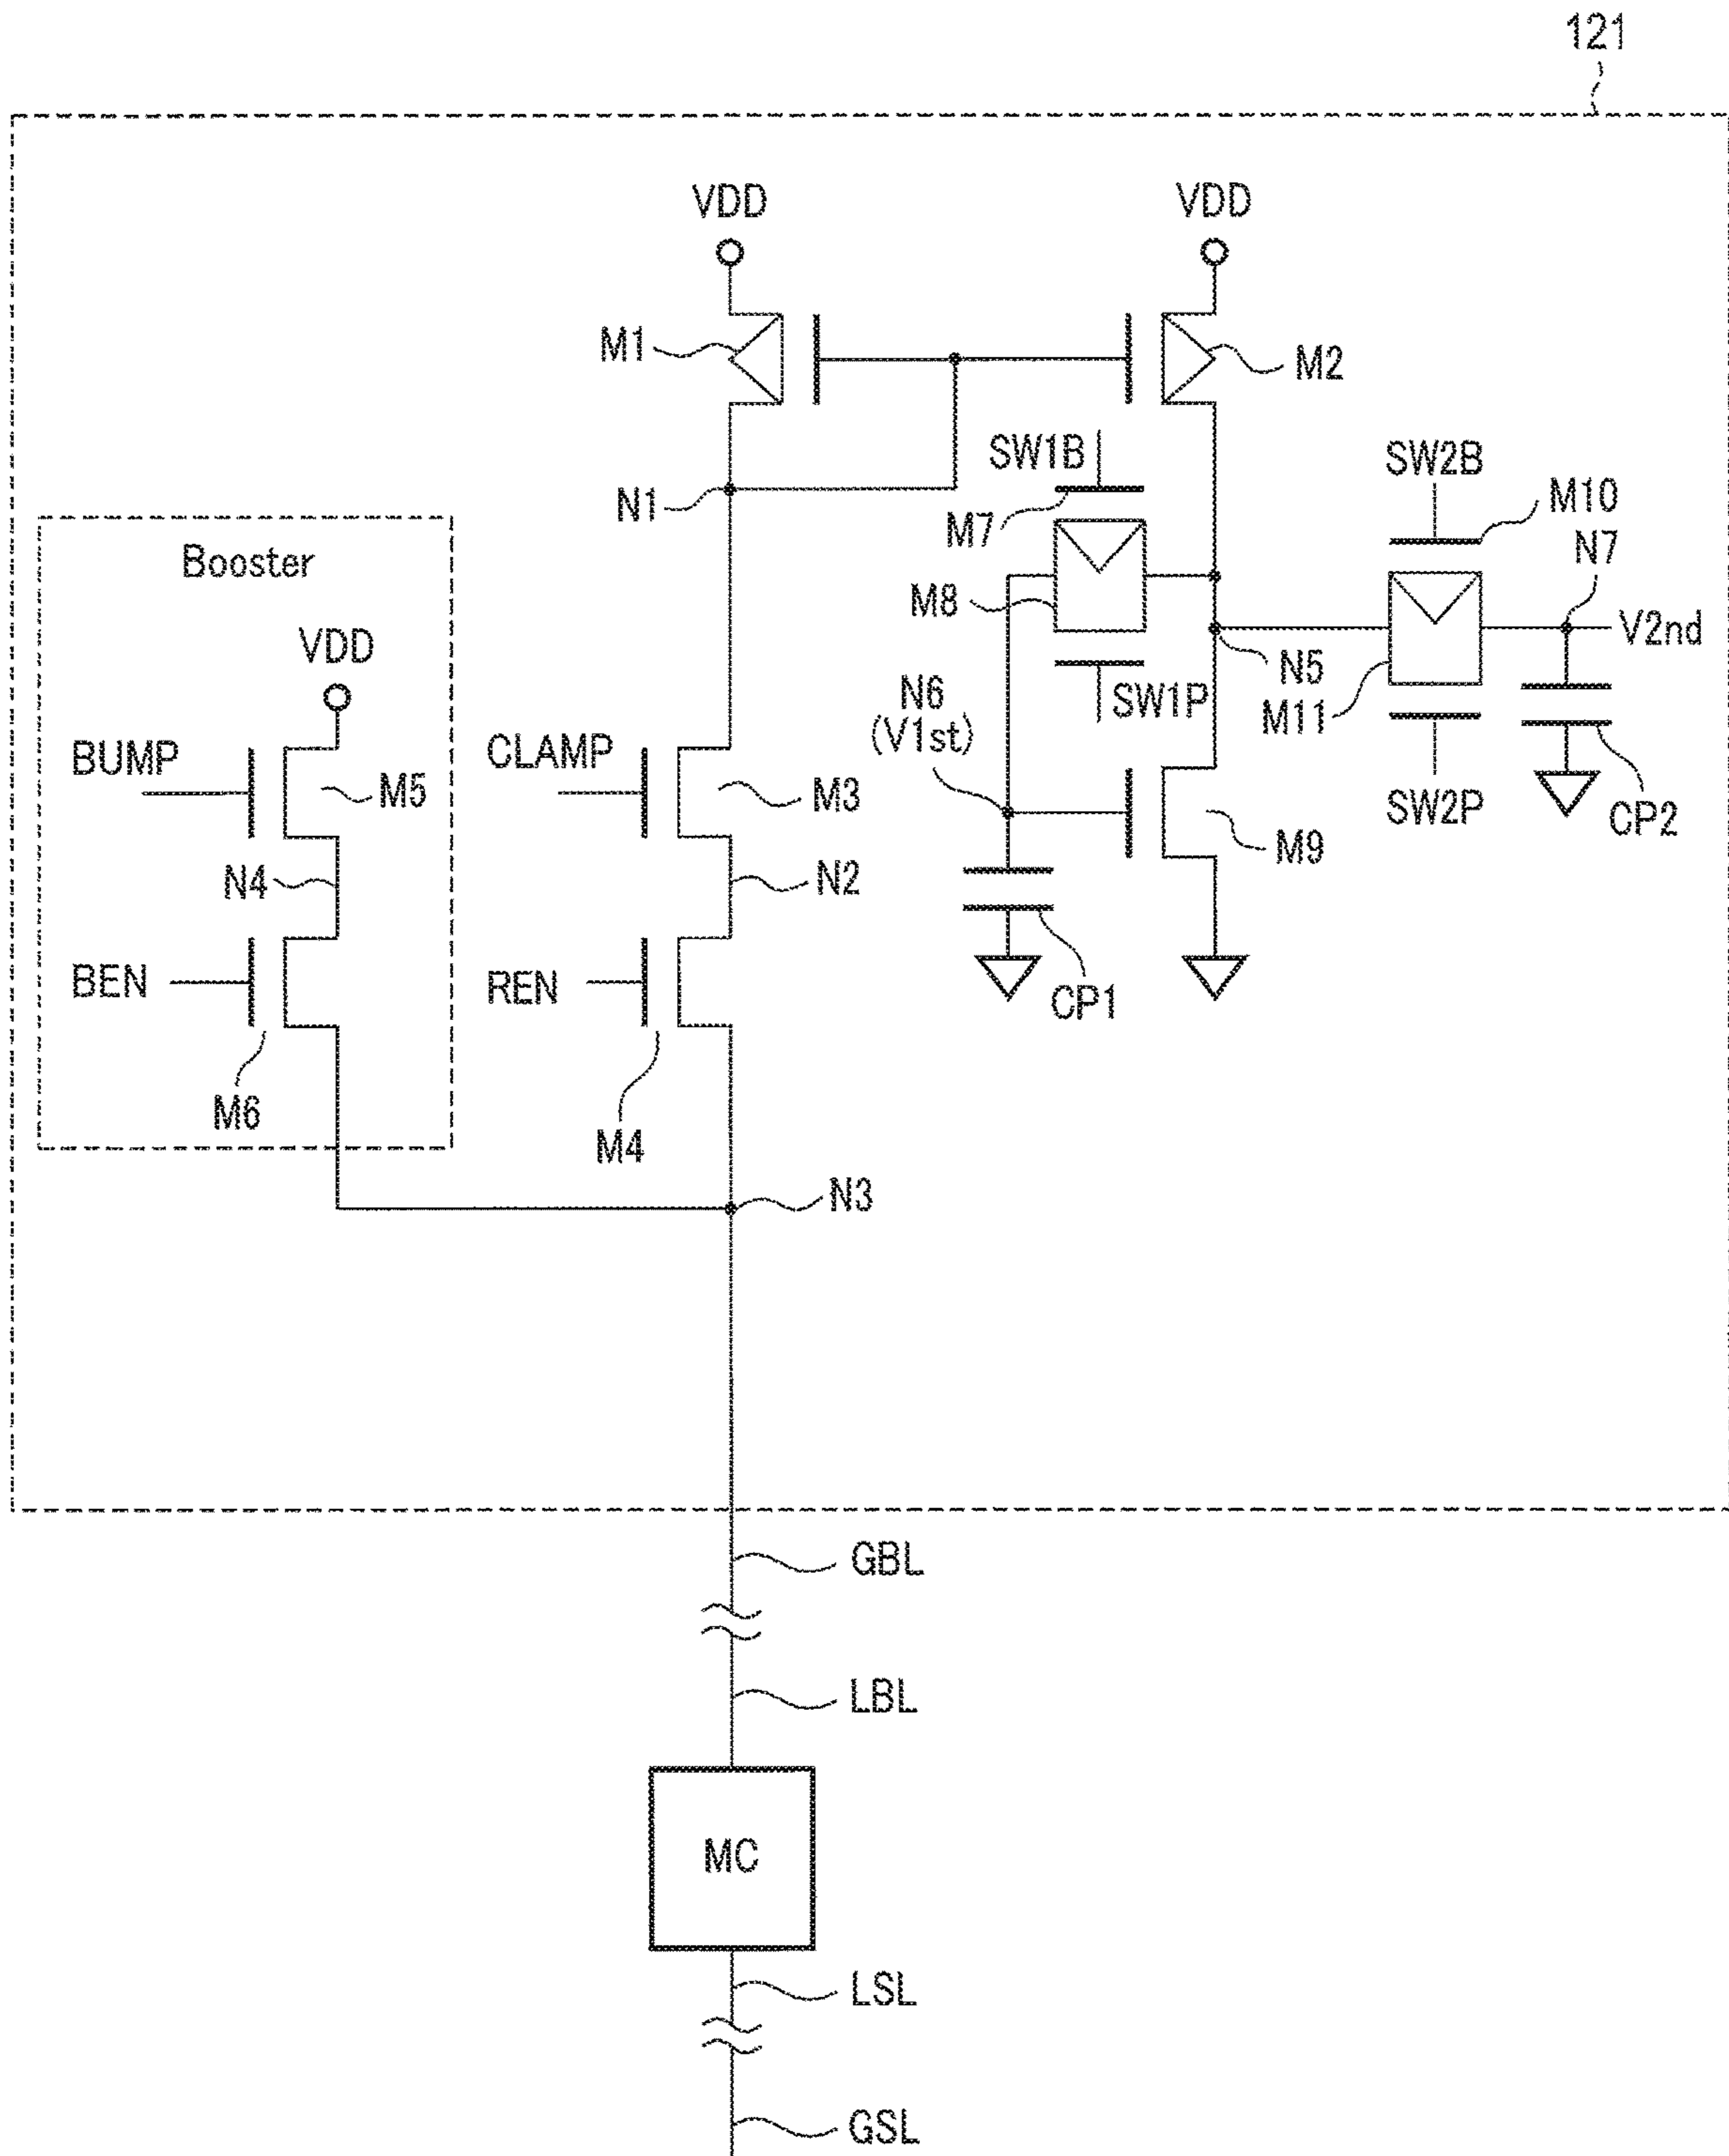 121
VDD
VDD
M1
M2
SW1B
SW2B
N1
M7
M10
N7
Booster
M8
V2nd
VDD
N5
N6
(V1st)
SW1P
M11
BUMP
CLAMP
M5
M3
SW2P
CP2
M9
N4
N2
BEN
REN
CP1
M6
M4
N3
GBL
LBL
MC
LSL
GSL